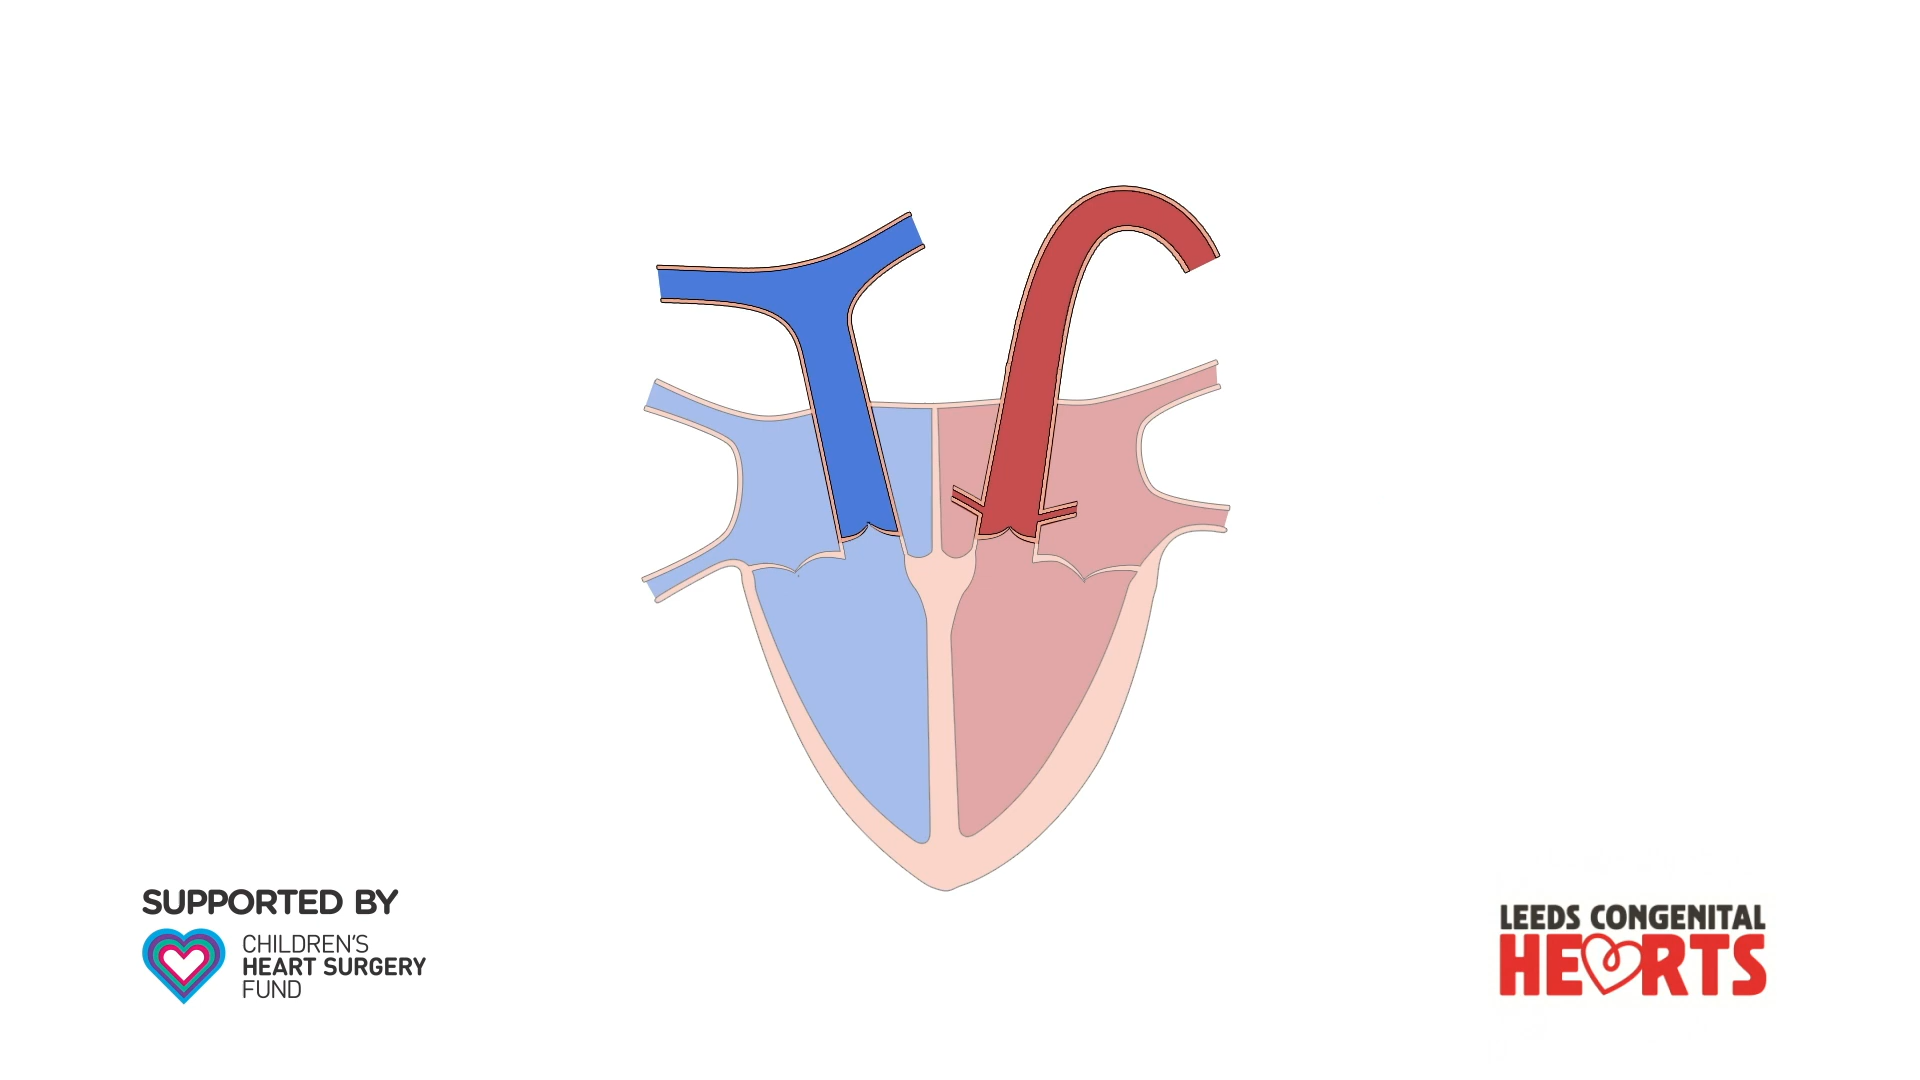 SUPPORTED BY
CHILDREN'S
HEART SURGERY
FUND
LEEDS CONGENITAL
HEARTS